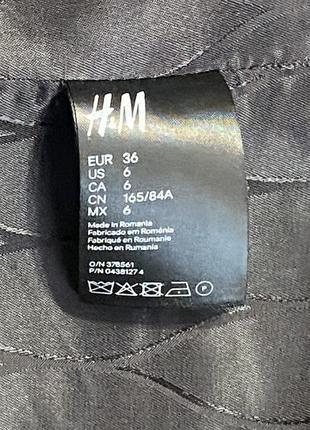 H&M
EUR 36
US 6
CA 6
CN 165/84A
MX 6
Made in Romania
Fabricado em Roménia
Fabriqué en Roumanie
Hecho en Rumanía
O/N 378561
P/N 0438127 4
P